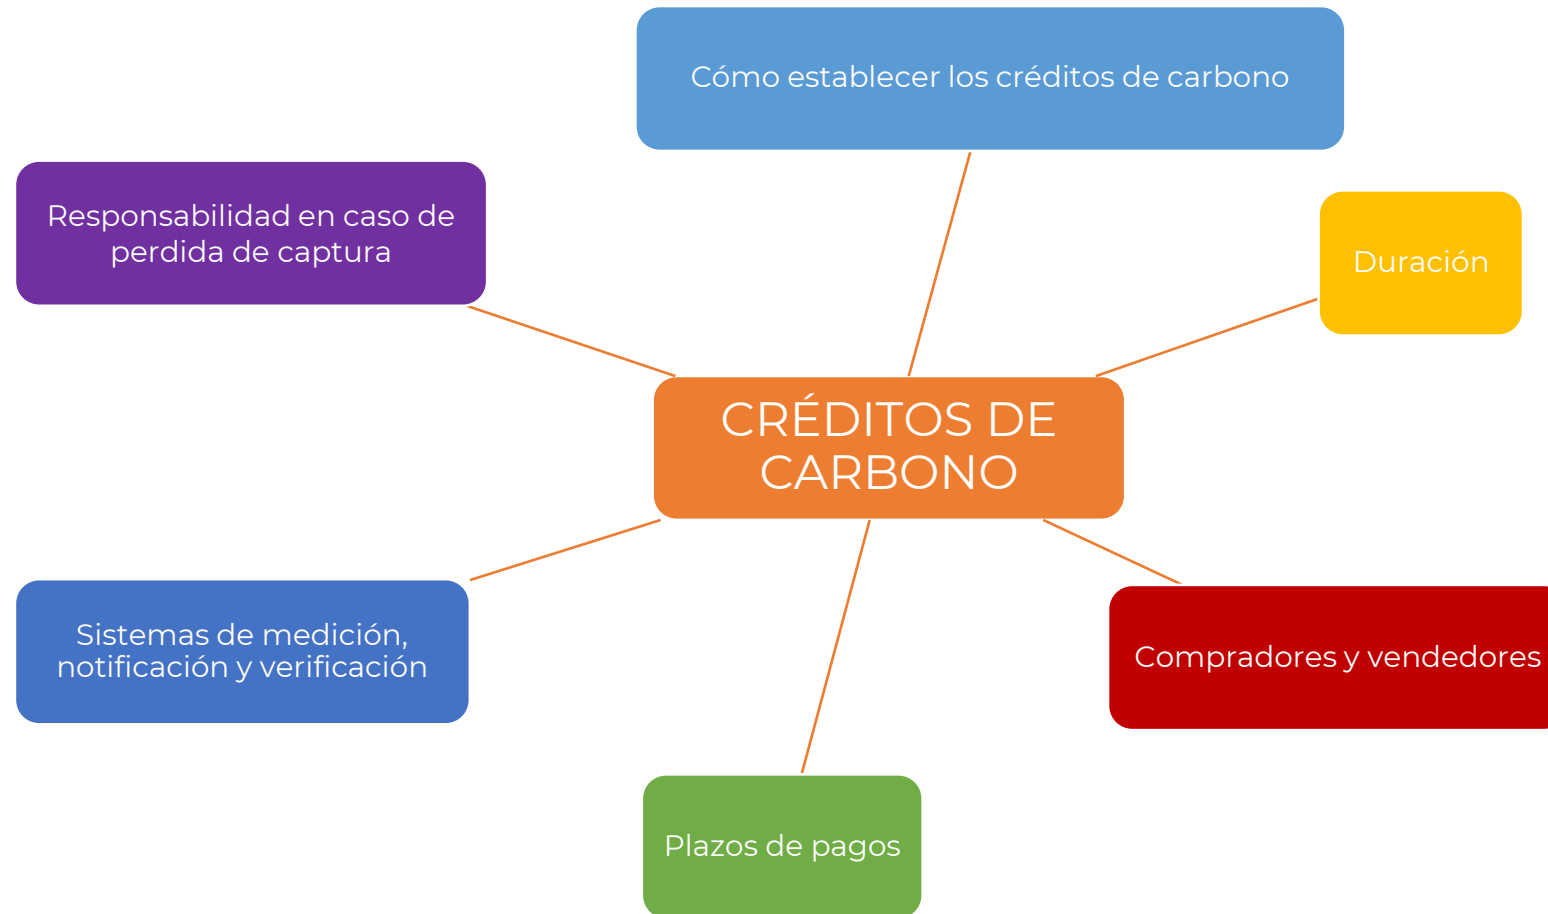 Cómo establecer los créditos de carbono
Responsabilidad en caso de
perdida de captura
Duración
CRÉDITOS DE
CARBONO
Sistemas de medición,
notificación y verificación
Compradores y vendedores
Plazos de pagos